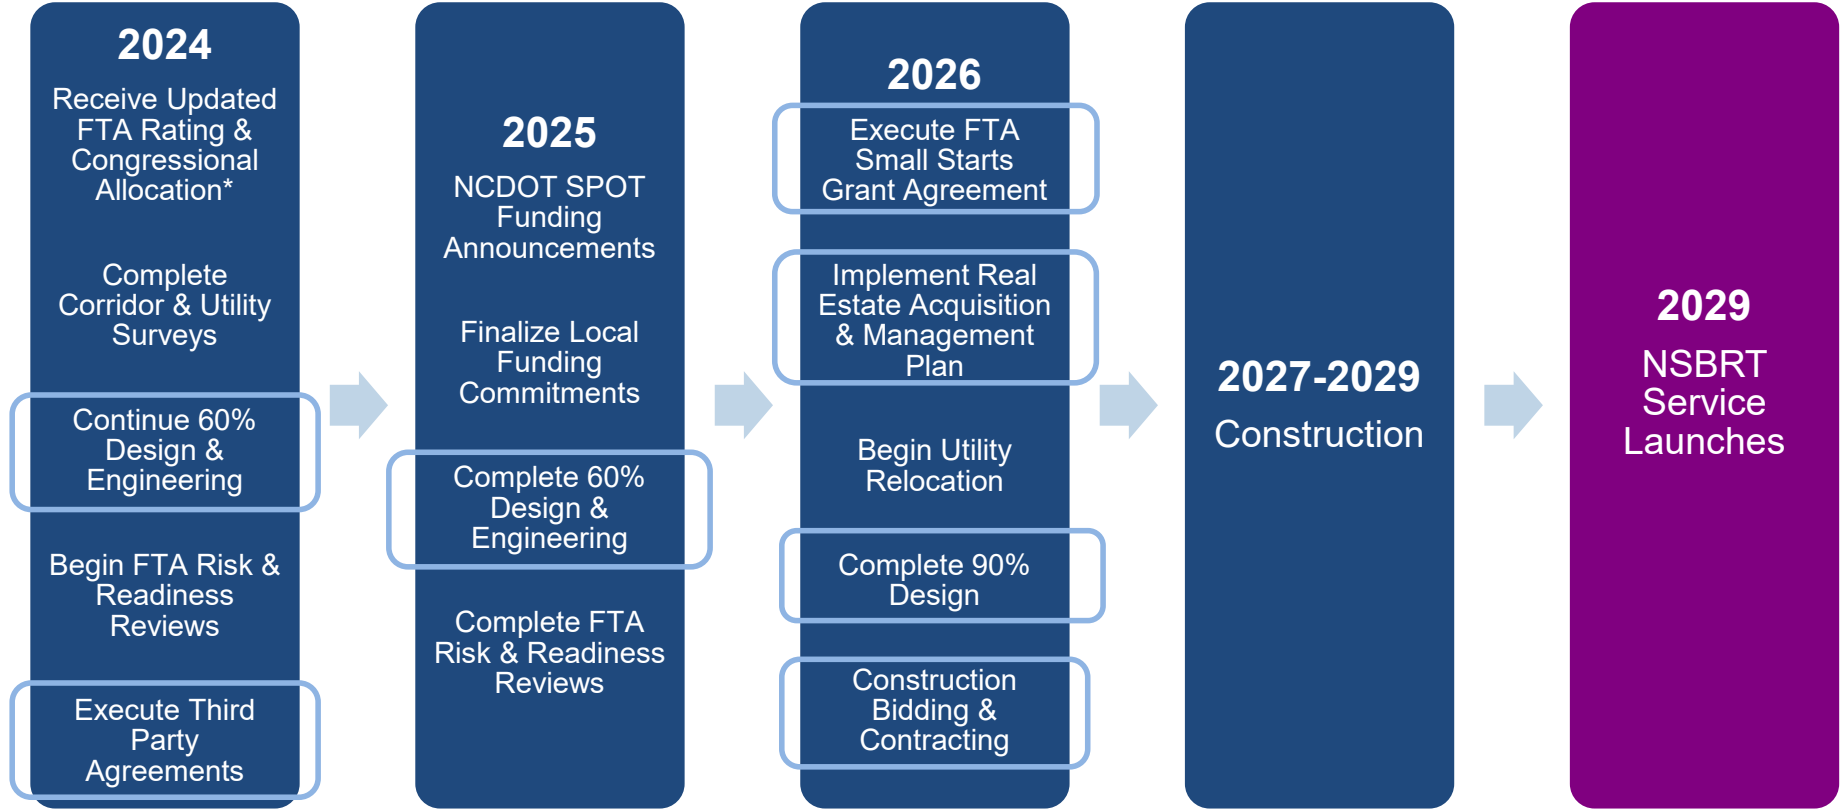 2024
Receive Updated
FTA Rating &
Congressional
Allocation*
Complete
Corridor & Utility
Surveys
Continue 60%
Design &
Engineering
Begin FTA Risk &
Readiness
Reviews
Execute Third
Party
Agreements
2025
NCDOT SPOT
Funding
Announcements
Finalize Local
Funding
Commitments
Complete 60%
Design &
Engineering
Complete FTA
Risk & Readiness
Reviews
2026
Execute FTA
Small Starts
Grant Agreement
Implement Real
Estate Acquisition
& Management
Plan
Begin Utility
Relocation
Complete 90%
Design
Construction
Bidding &
Contracting
2027-2029
Construction
2029
NSBRT
Service
Launches